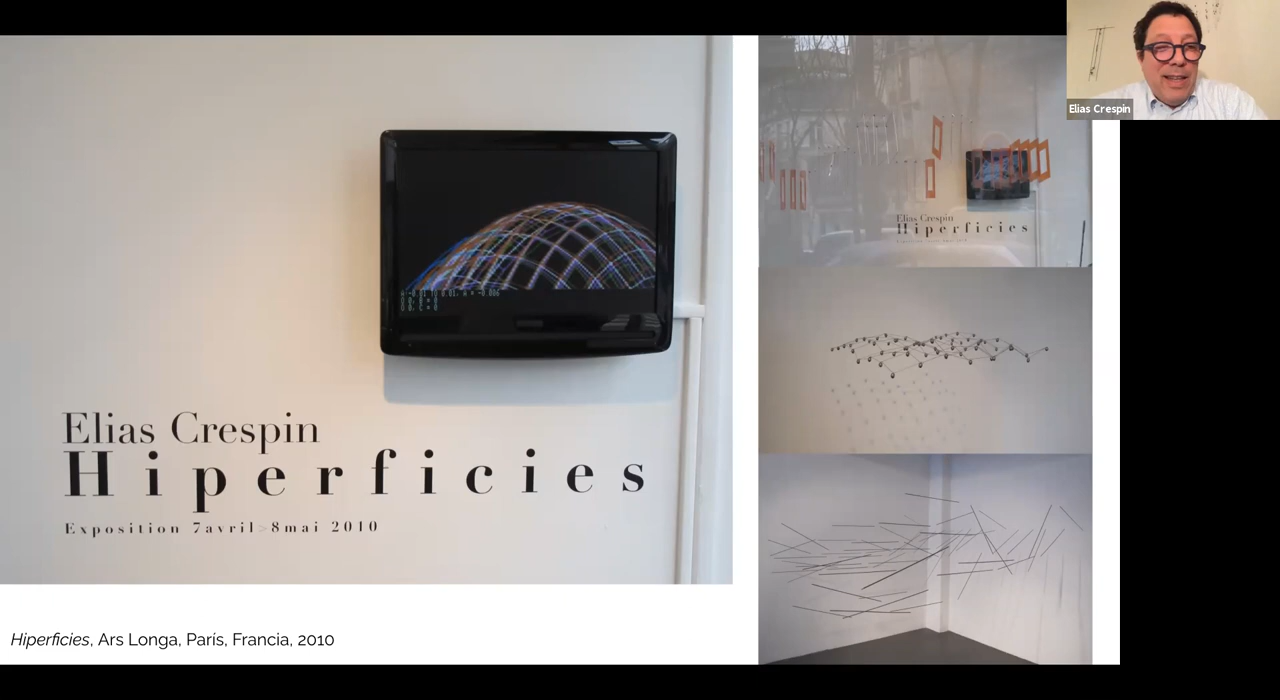 Elias Crespin
Hiperficies
Exposition 7avril>8mai 2010
Hiperficies, Ars Longa, París, Francia, 2010
Elias Crespin
Hiperficies
Elias Crespin